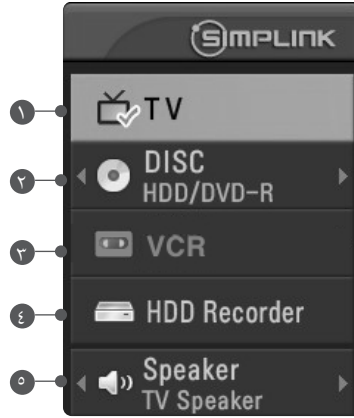 SIMPLINK
١ TV
٢ DISC
HDD/DVD-R
٣ VCR
٤ HDD Recorder
٥ Speaker
TV Speaker